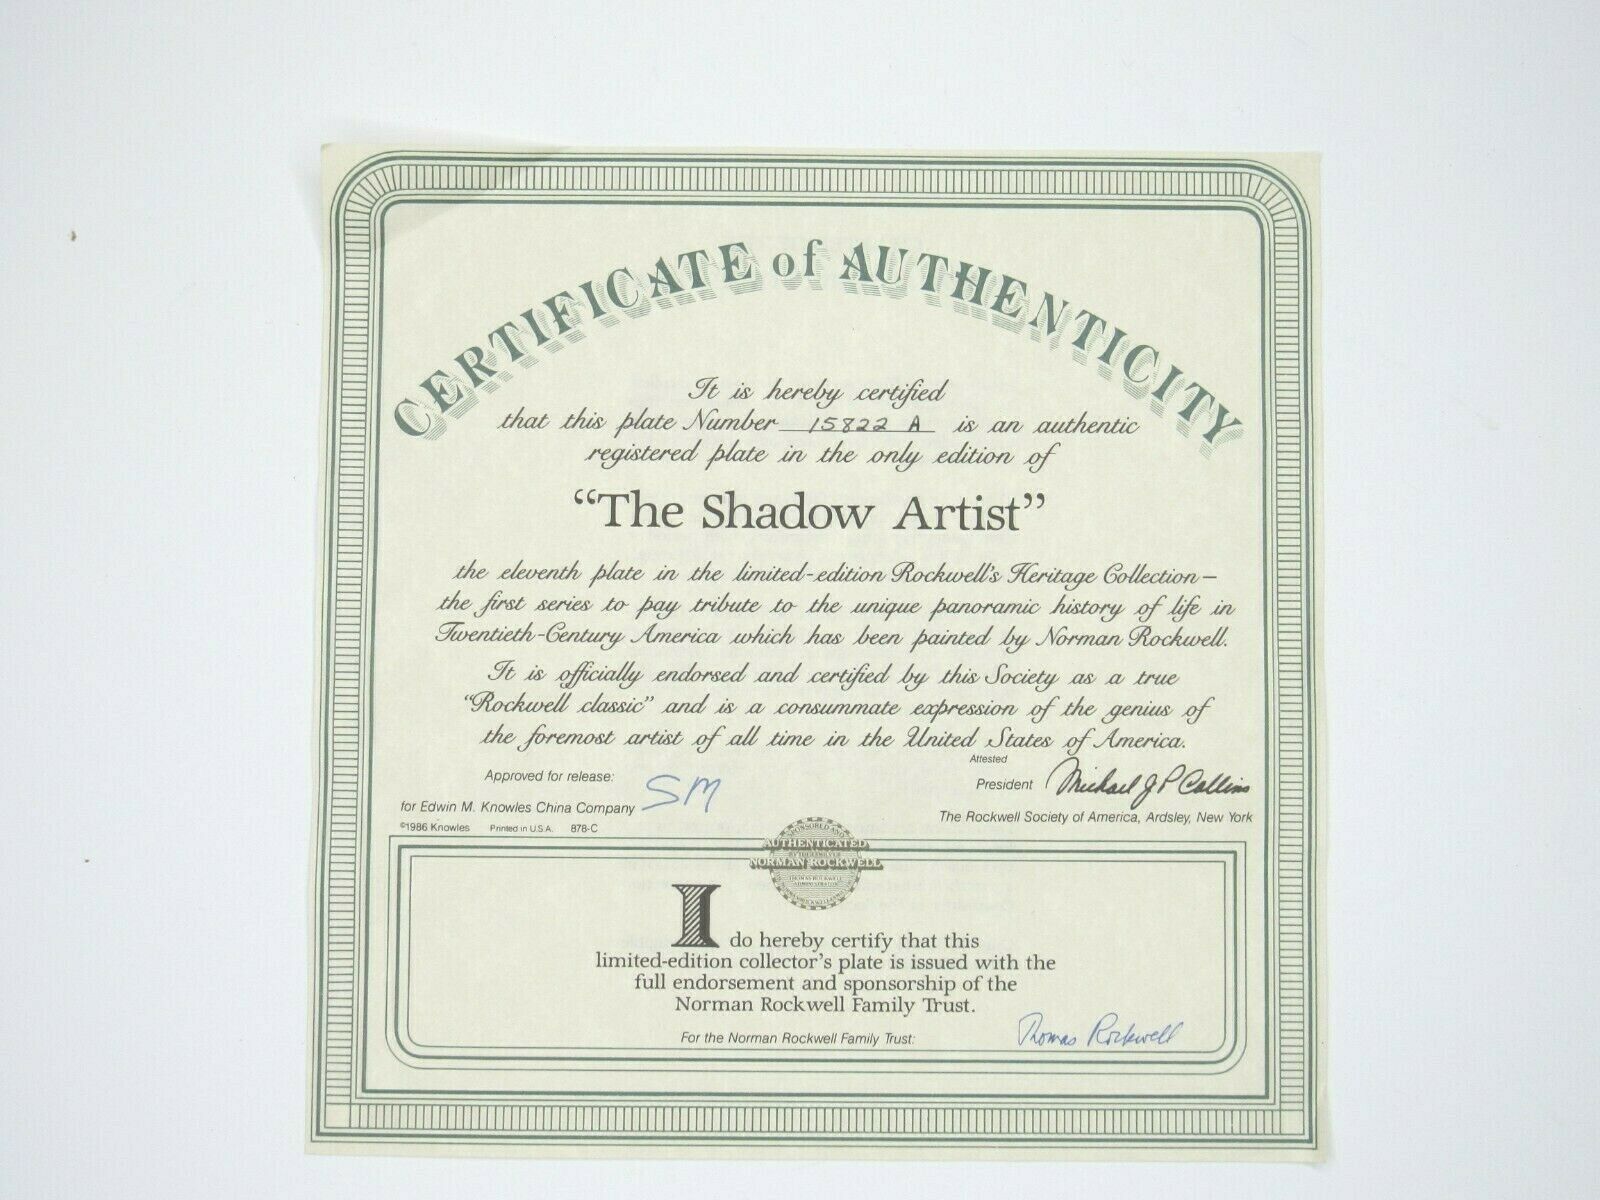 CERTIFICATE of AUTHENTICITY
It is hereby certified
that this plate Number 15822 A is an authentic
registered plate in the only edition of
“The Shadow Artist”
the eleventh plate in the limited-edition Rockwell's Heritage Collection—
the first series to pay tribute to the unique panoramic history of life in
Twentieth-Century America which has been painted by Norman Rockwell.
It is officially endorsed and certified by this Society as a true
“Rockwell classic” and is a consummate expression of the genius of
the foremost artist of all time in the United States of America.
Attested
Approved for release: SM
President Michael J P Collins
for Edwin M. Knowles China Company
The Rockwell Society of America, Ardsley, New York
©1986 Knowles Printed in U.S.A. 878-C
SPONSORED AND
AUTHENTICATED
NORMAN ROCKWELL
I do hereby certify that this
limited-edition collector's plate is issued with the
full endorsement and sponsorship of the
Norman Rockwell Family Trust.
For the Norman Rockwell Family Trust: Thomas Rockwell